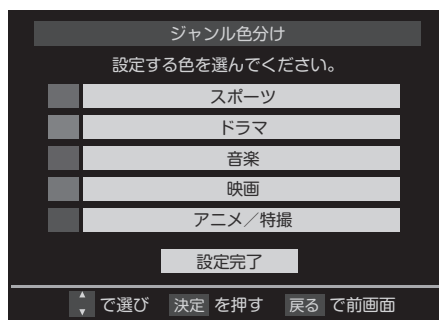 ジャンル色分け
設定する色を選んでください。
スポーツ
ドラマ
音楽
映画
アニメ／特撮
設定完了
で選び 決定 を押す 戻る で前画面